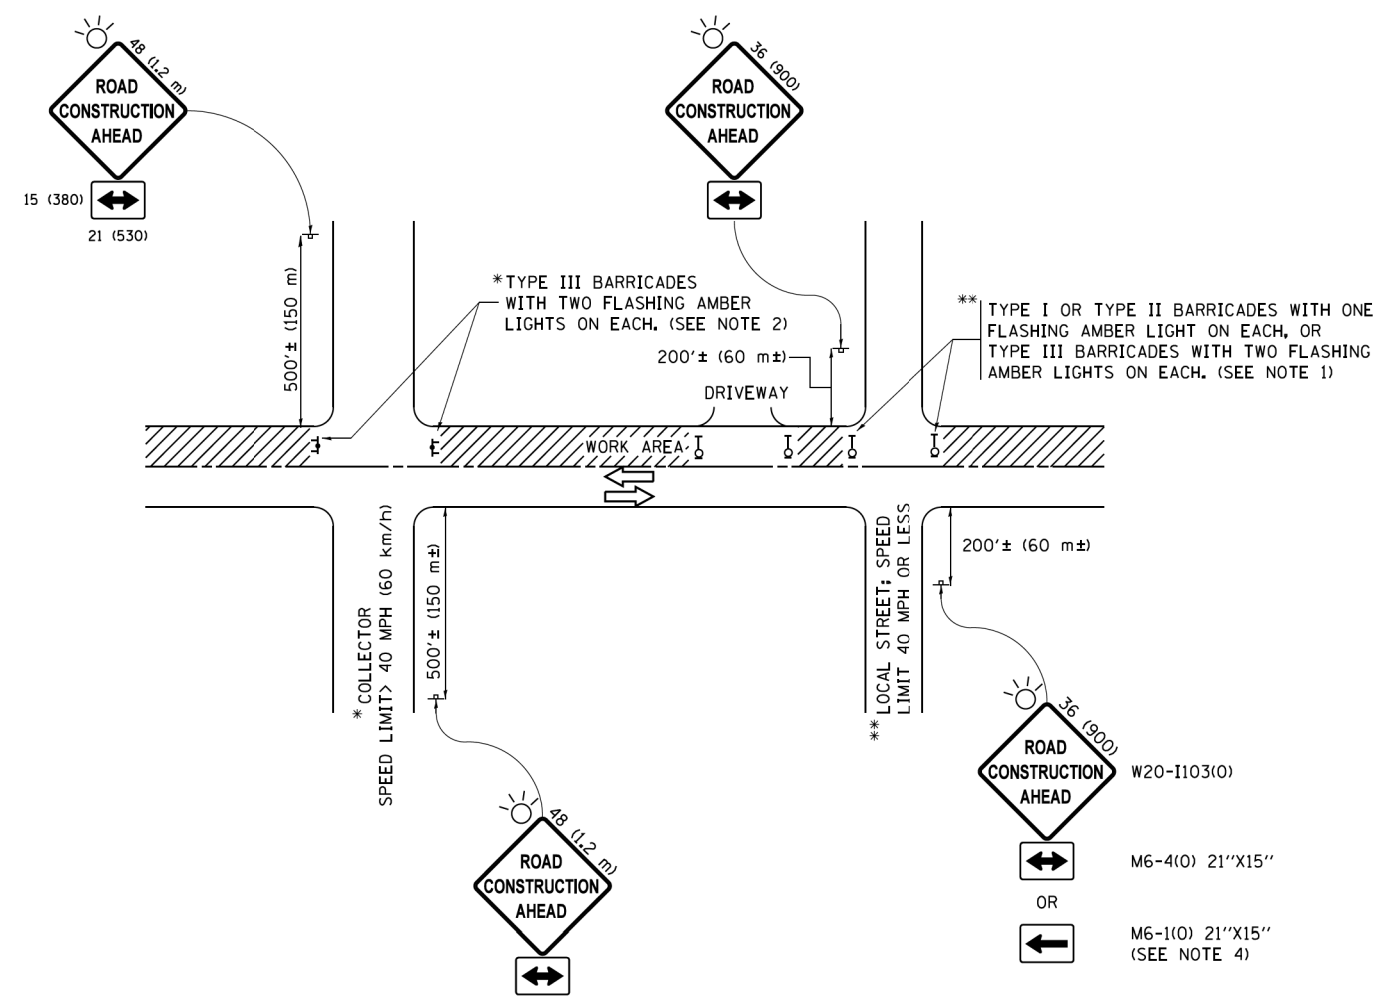 48 (1.2 m)
ROAD
CONSTRUCTION
AHEAD
15 (380)
21 (530)
36 (900)
ROAD
CONSTRUCTION
AHEAD
500'± (150 m)
*TYPE III BARRICADES
WITH TWO FLASHING AMBER
LIGHTS ON EACH. (SEE NOTE 2)
200'± (60 m±)
DRIVEWAY
** TYPE I OR TYPE II BARRICADES WITH ONE
FLASHING AMBER LIGHT ON EACH, OR
TYPE III BARRICADES WITH TWO FLASHING
AMBER LIGHTS ON EACH. (SEE NOTE 1)
WORK AREA
* COLLECTOR
SPEED LIMIT> 40 MPH (60 km/h)
500'± (150 m±)
** LOCAL STREET; SPEED
LIMIT 40 MPH OR LESS
200'± (60 m±)
48 (1.2 m)
ROAD
CONSTRUCTION
AHEAD
36 (900)
ROAD
CONSTRUCTION
AHEAD
W20-I103(O)
M6-4(O) 21''X15''
OR
M6-1(O) 21''X15''
(SEE NOTE 4)